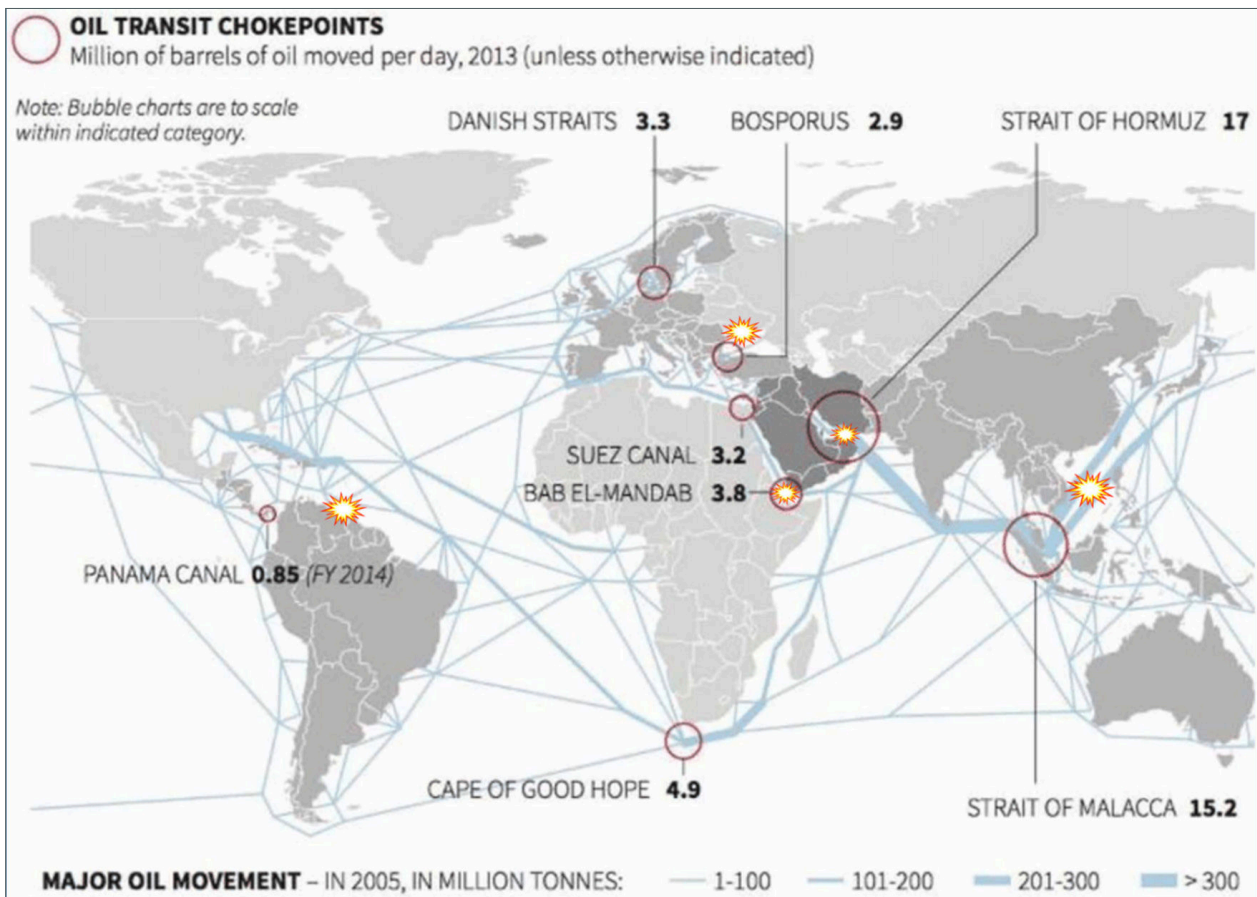 OIL TRANSIT CHOKEPOINTS
Million of barrels of oil moved per day, 2013 (unless otherwise indicated)
Note: Bubble charts are to scale
within indicated category.
DANISH STRAITS 3.3
BOSPORUS 2.9
STRAIT OF HORMUZ 17
SUEZ CANAL 3.2
BAB EL-MANDAB 3.8
PANAMA CANAL 0.85 (FY 2014)
CAPE OF GOOD HOPE 4.9
STRAIT OF MALACCA 15.2
MAJOR OIL MOVEMENT – IN 2005, IN MILLION TONNES: 1-100 101-200 201-300 > 300